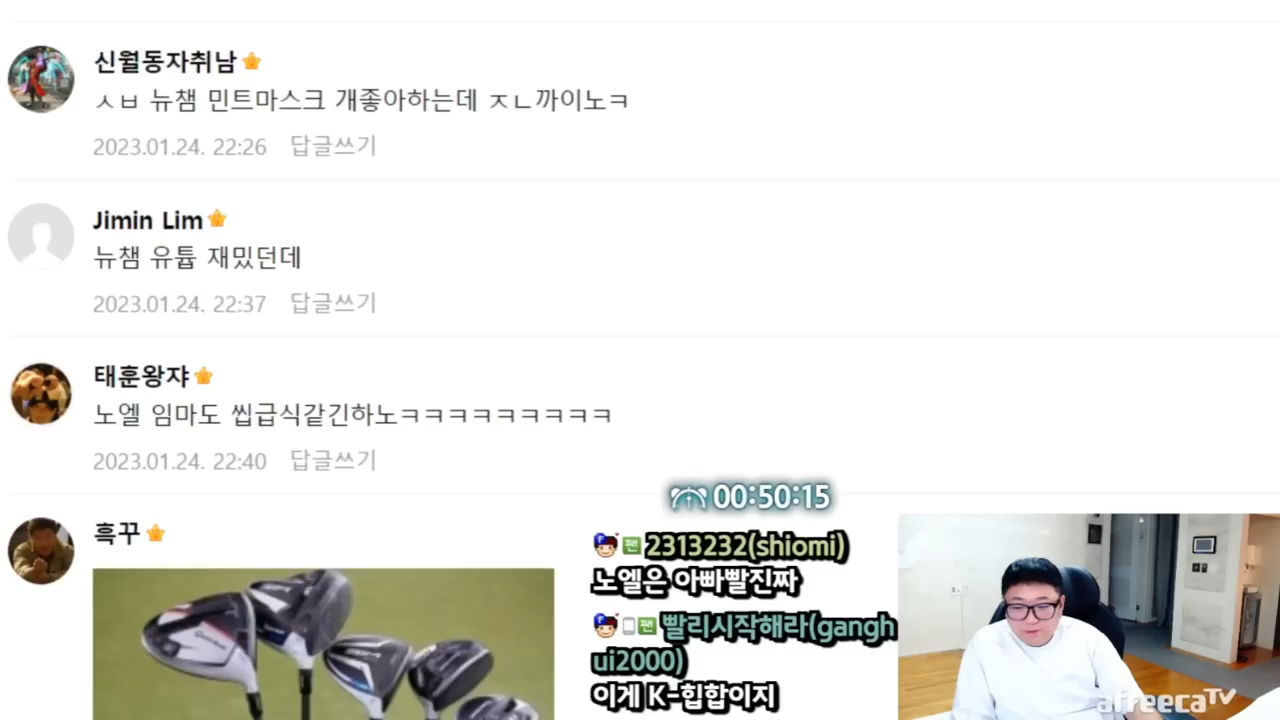 신월동자취남
ㅅㅂ 뉴챔 민트마스크 개좋아하는데 ㅈㄴ까이노ㅋ
2023.01.24. 22:26 답글쓰기
Jimin Lim
뉴챔 유튭 재밌던데
2023.01.24. 22:37 답글쓰기
태훈왕쟈
노엘 임마도 씹급식같긴하노ㅋㅋㅋㅋㅋㅋㅋㅋㅋ
2023.01.24. 22:40 답글쓰기
흑꾸
00:50:15
팬 2313232(shiomi)
노엘은 아빠빨진짜
팬 빨리시작해라(gangh
ui2000)
이게 K-힙합이지
afreecaTV